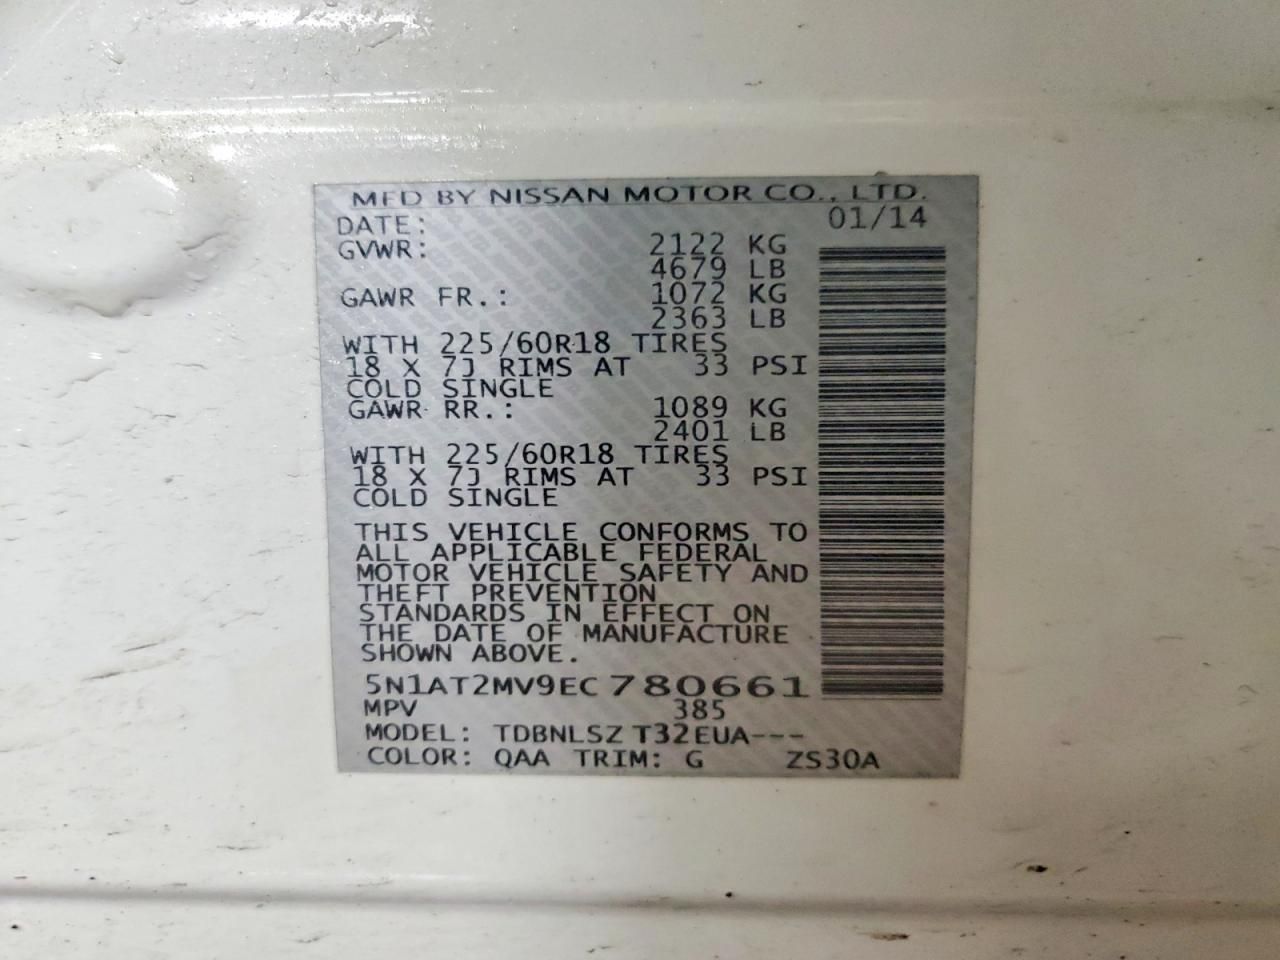 MFD BY NISSAN MOTOR CO., LTD.
DATE: 01/14
GVWR: 2122 KG
4679 LB
GAWR FR.: 1072 KG
2363 LB
WITH 225/60R18 TIRES
18 X 7J RIMS AT 33 PSI
COLD SINGLE
GAWR RR.: 1089 KG
2401 LB
WITH 225/60R18 TIRES
18 X 7J RIMS AT 33 PSI
COLD SINGLE
THIS VEHICLE CONFORMS TO
ALL APPLICABLE FEDERAL
MOTOR VEHICLE SAFETY AND
THEFT PREVENTION
STANDARDS IN EFFECT ON
THE DATE OF MANUFACTURE
SHOWN ABOVE.
5N1AT2MV9EC780661
MPV 385
MODEL: TDBNLSZ T32EUA---
COLOR: QAA TRIM: G ZS30A